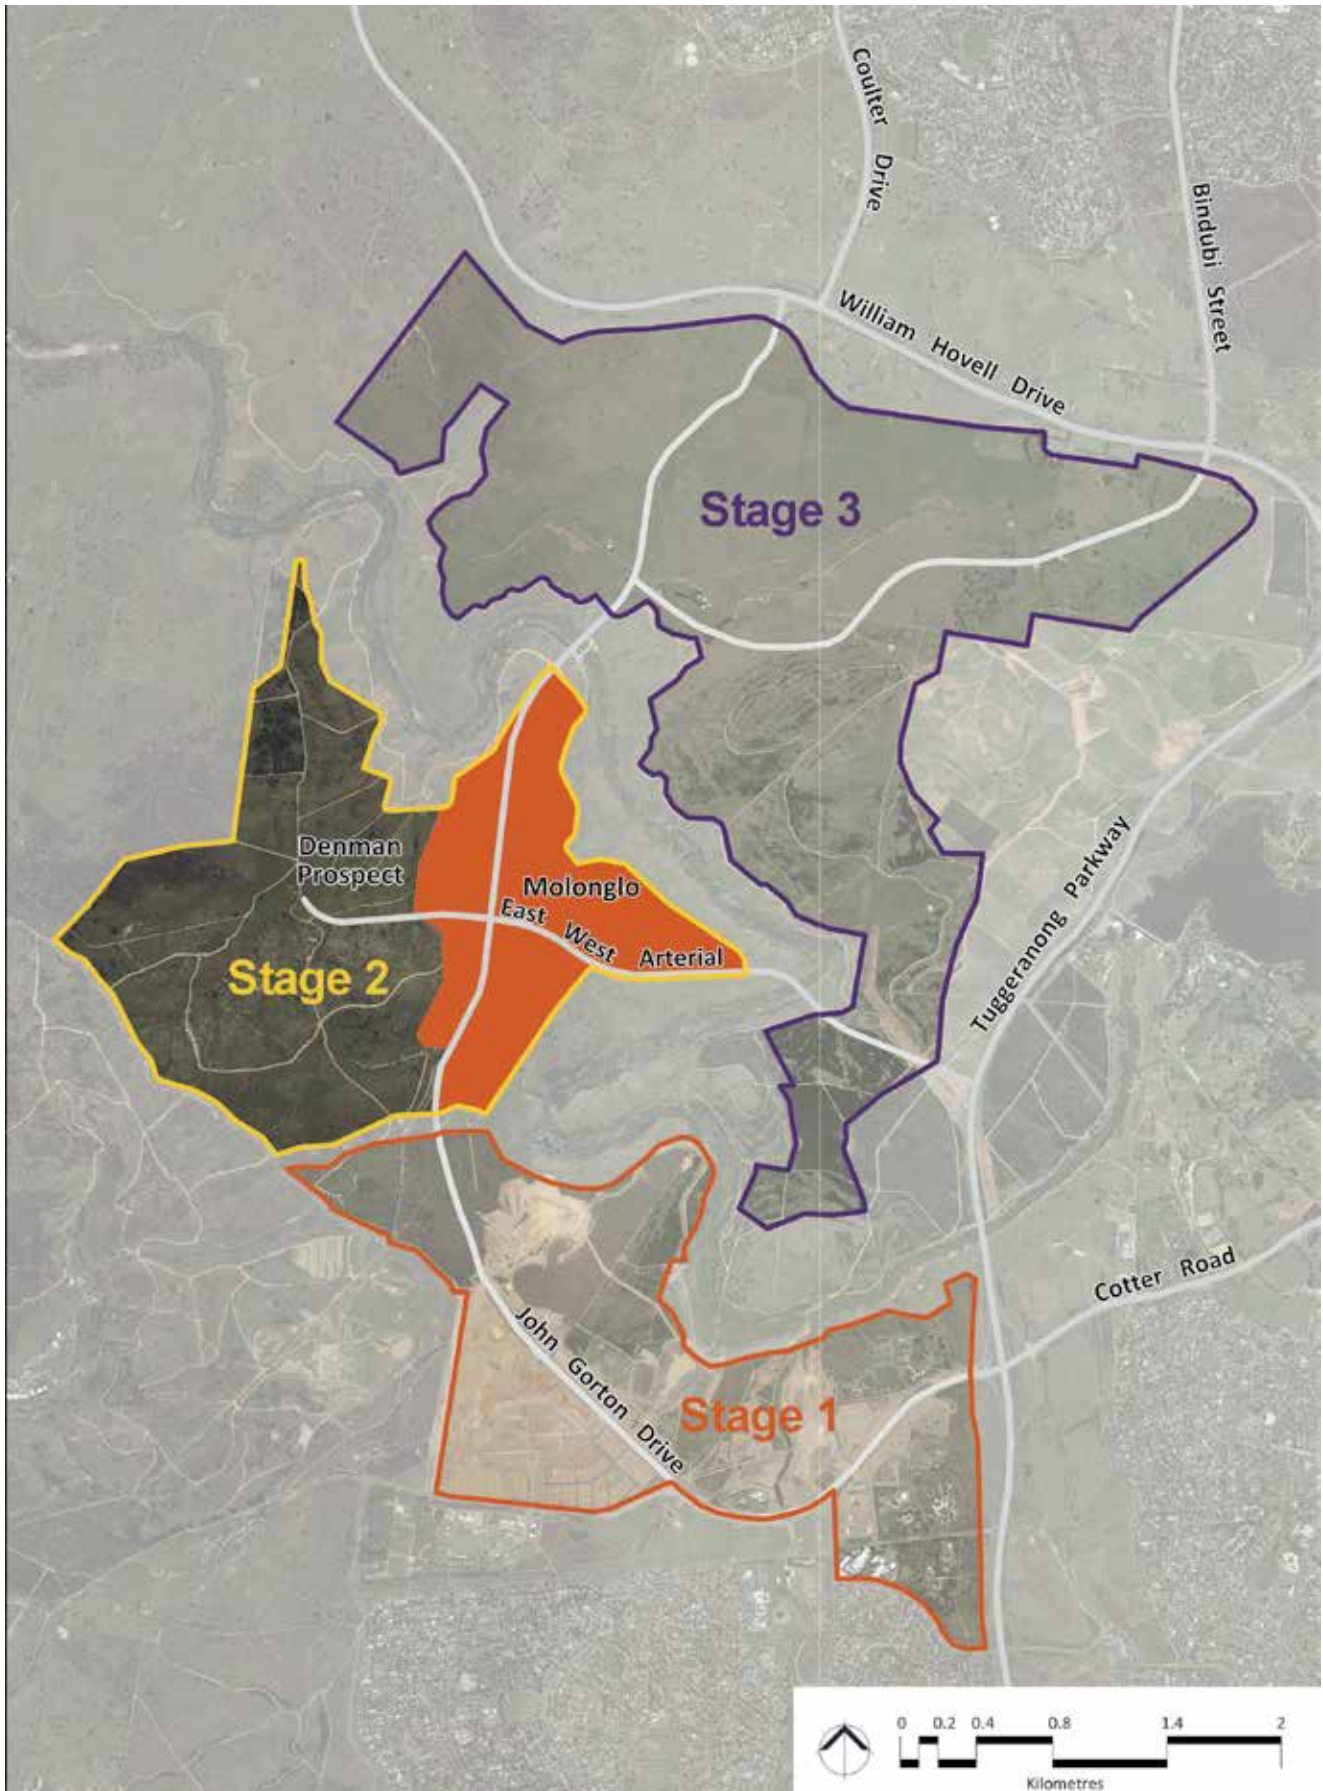 Coulter Drive
Bindubi Street
William Hovell Drive
Stage 3
Denman
Prospect
Molonglo
East West Arterial
Stage 2
Tuggeranong Parkway
Cotter Road
John Gorton Drive
Stage 1
0 0.2 0.4 0.8 1.4 2
Kilometres